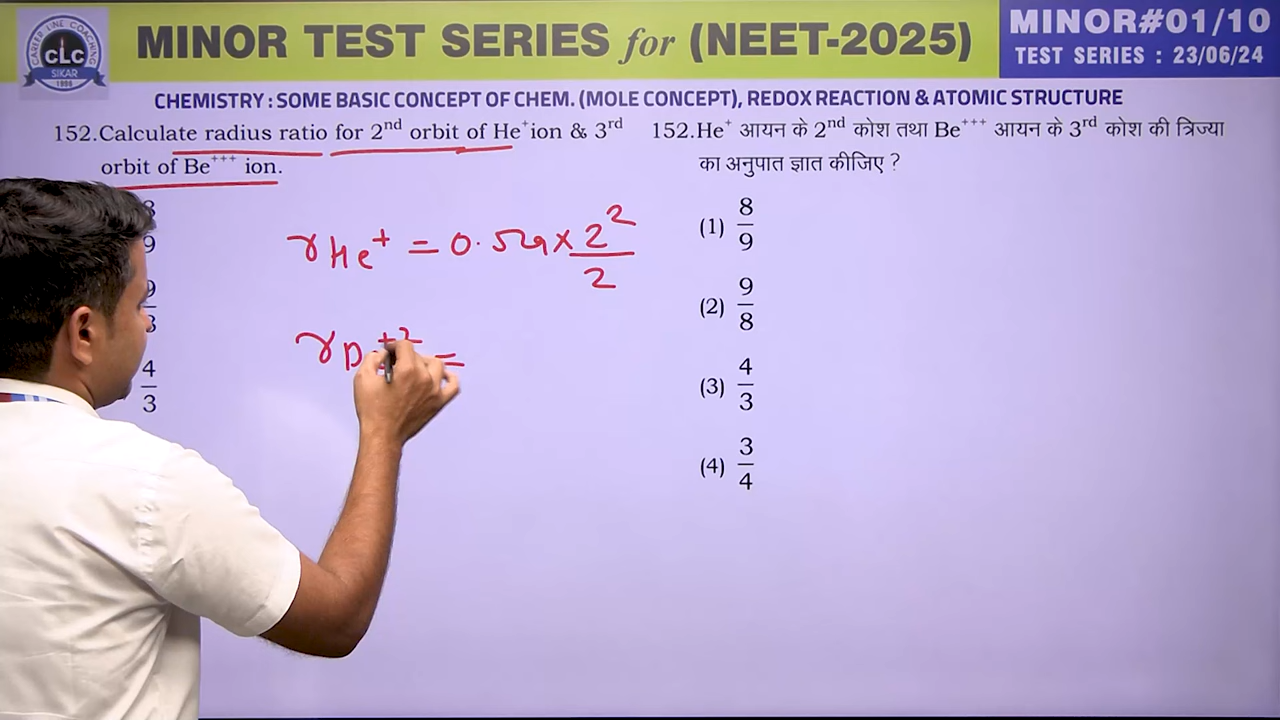 CAREER LINE COACHING
CLC
SIKAR
1996
MINOR TEST SERIES for (NEET-2025)
MINOR#01/10
TEST SERIES : 23/06/24
CHEMISTRY : SOME BASIC CONCEPT OF CHEM. (MOLE CONCEPT), REDOX REACTION & ATOMIC STRUCTURE
152.Calculate radius ratio for 2nd orbit of He+ion & 3rd
orbit of Be+++ ion.
9
4
3
r He+ = 0.529 × 2²
2
152.He+ आयन के 2nd कोश तथा Be+++ आयन के 3rd कोश की त्रिज्या
का अनुपात ज्ञात कीजिए ?
(1) 8/9
(2) 9/8
(3) 4/3
(4) 3/4